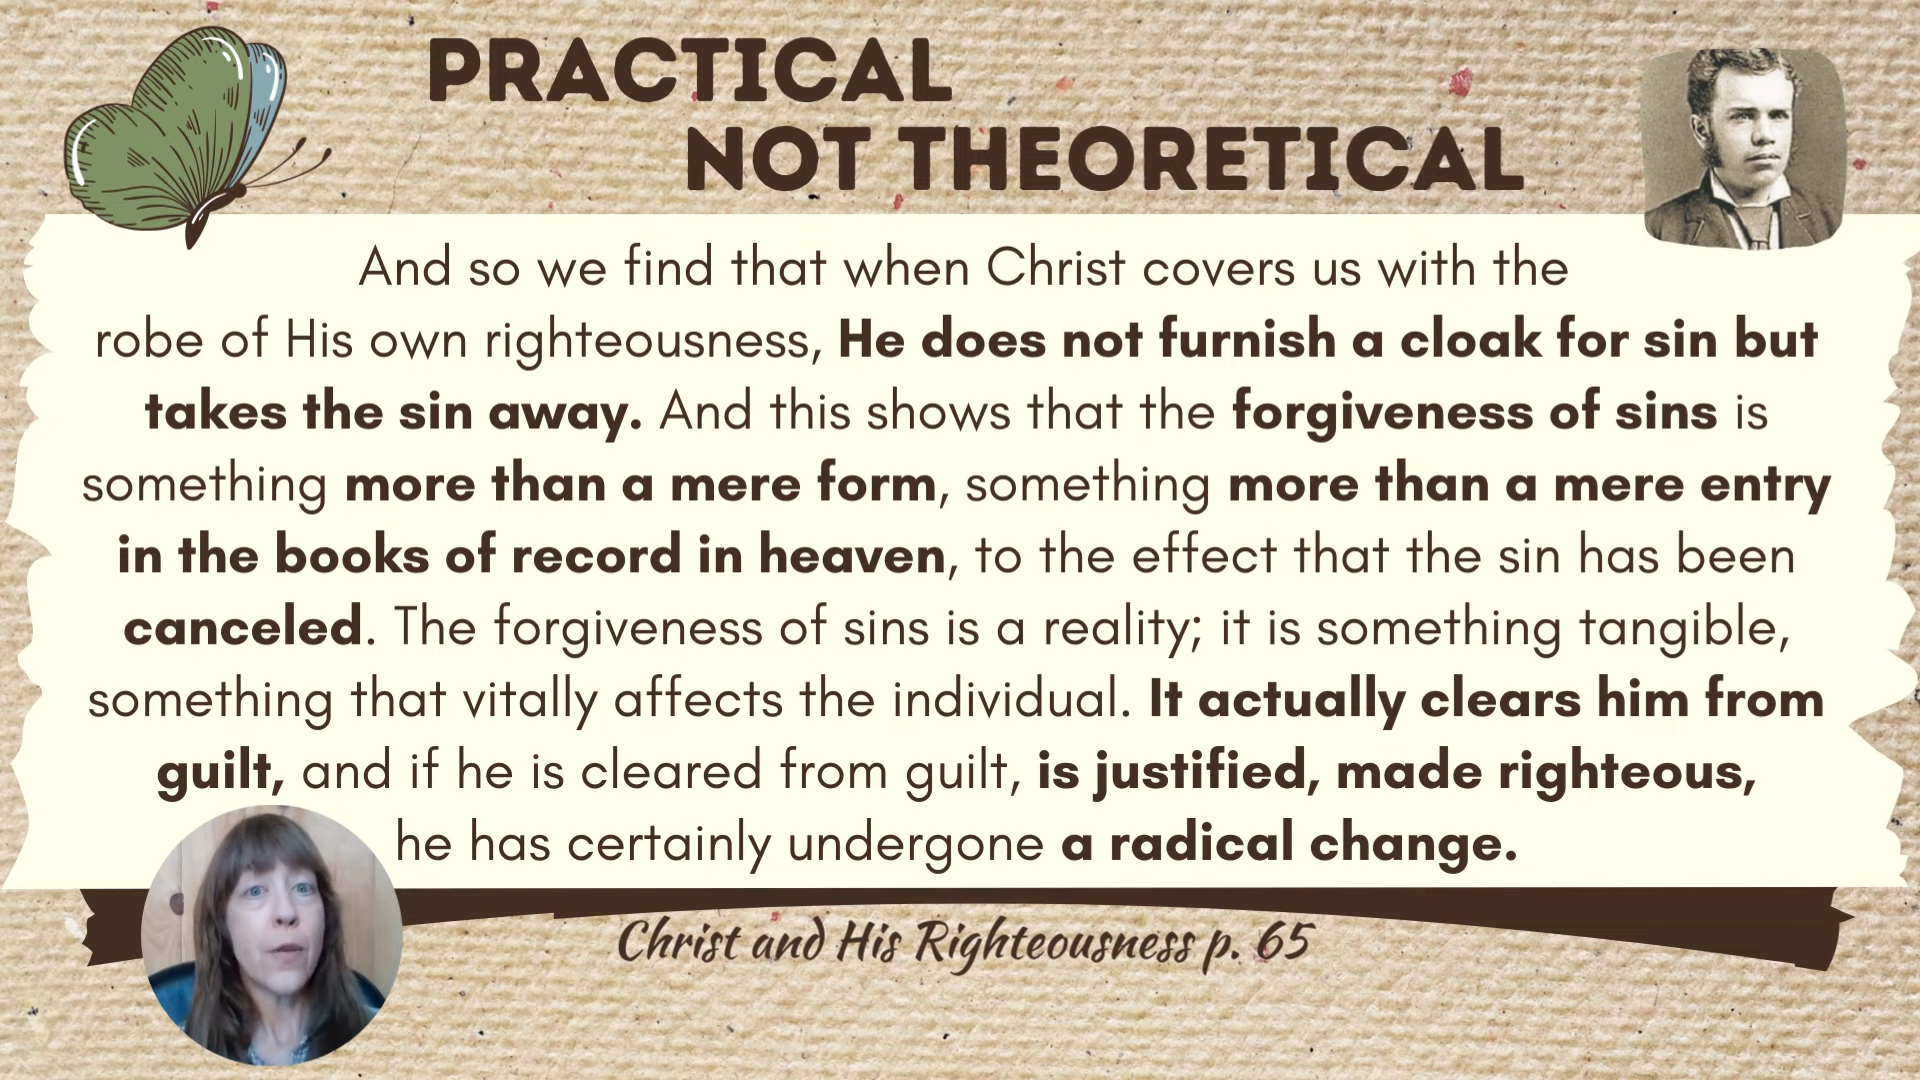 PRACTICAL
NOT THEORETICAL
And so we find that when Christ covers us with the
robe of His own righteousness, He does not furnish a cloak for sin but
takes the sin away. And this shows that the forgiveness of sins is
something more than a mere form, something more than a mere entry
in the books of record in heaven, to the effect that the sin has been
canceled. The forgiveness of sins is a reality; it is something tangible,
something that vitally affects the individual. It actually clears him from
guilt, and if he is cleared from guilt, is justified, made righteous,
he has certainly undergone a radical change.
Christ and His Righteousness p. 65